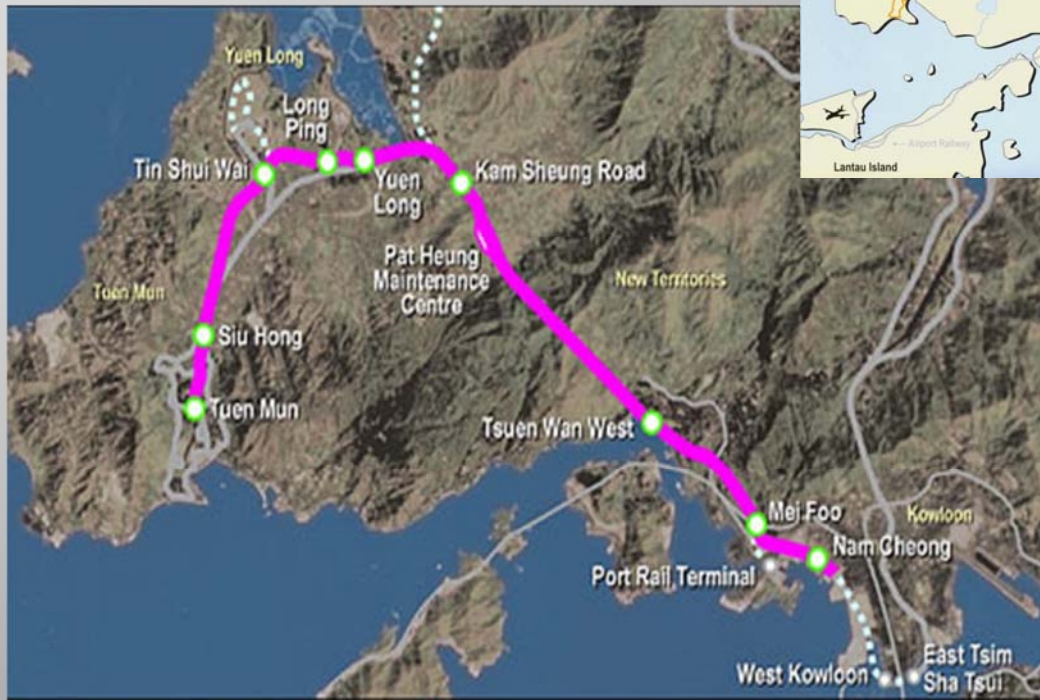 Yuen Long
Long
Ping
Tin Shui Wai
Yuen
Long
Kam Sheung Road
Pat Heung
Maintenance
Centre
New Territories
Tuen Mun
Siu Hong
Tuen Mun
Tsuen Wan West
Mei Foo
Kowloon
Nam Cheong
Port Rail Terminal
West Kowloon
East Tsim
Sha Tsui
Airport Railway
Lantau Island